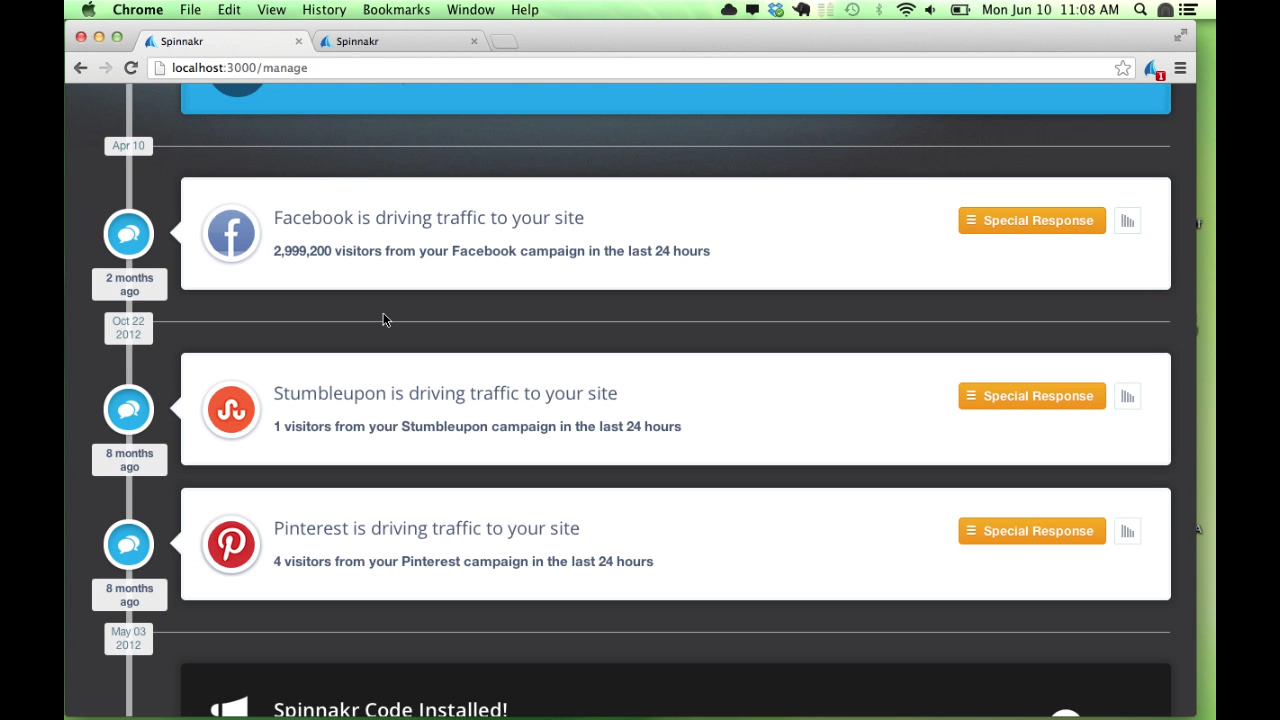 Chrome File Edit View History Bookmarks Window Help Mon Jun 10 11:08 AM
Spinnakr Spinnakr
localhost:3000/manage
1
Apr 10
Facebook is driving traffic to your site
Special Response
2,999,200 visitors from your Facebook campaign in the last 24 hours
2 months
ago
Oct 22
2012
Stumbleupon is driving traffic to your site
Special Response
1 visitors from your Stumbleupon campaign in the last 24 hours
8 months
ago
Pinterest is driving traffic to your site
Special Response
4 visitors from your Pinterest campaign in the last 24 hours
8 months
ago
May 03
2012
Spinnakr Code Installed!